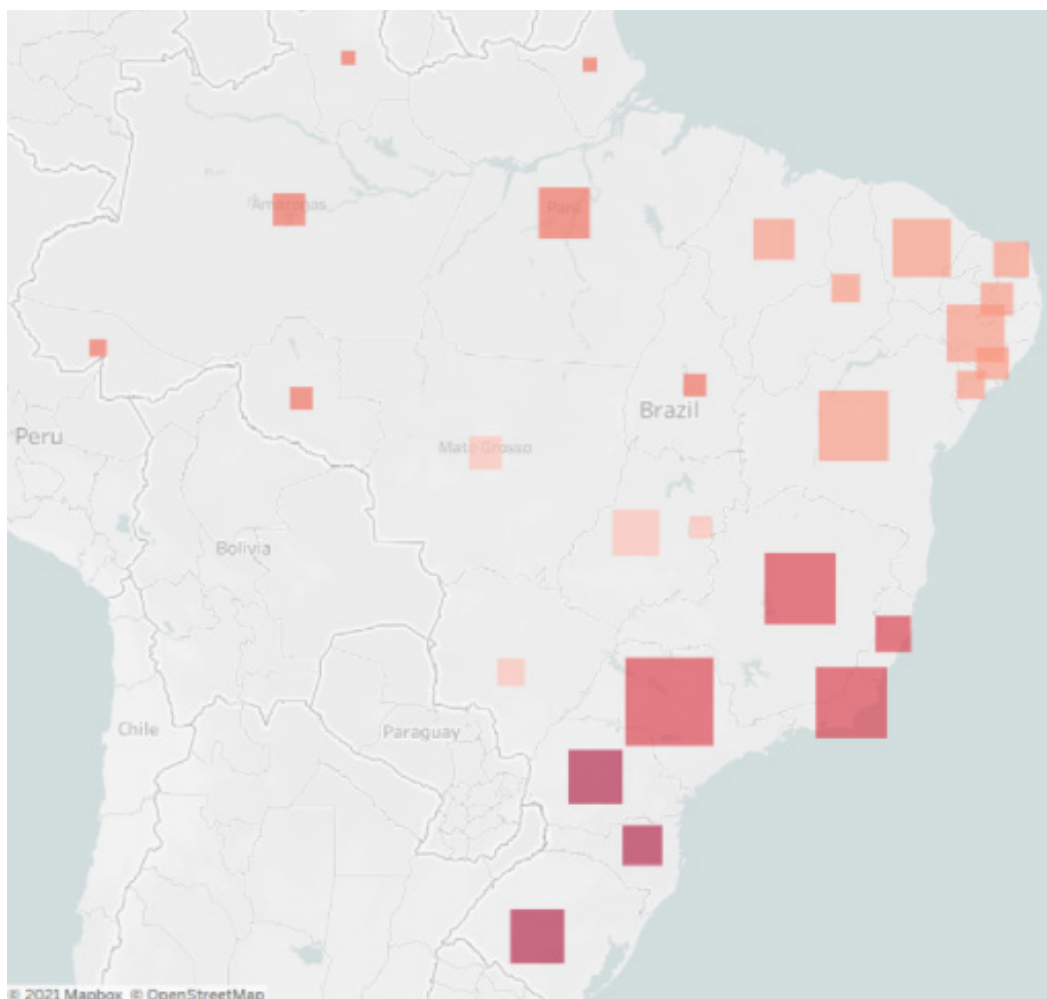 Amazonas
Pará
Brazil
Peru
Mato Grosso
Bolivia
Chile
Paraguay
© 2021 Mapbox © OpenStreetMap